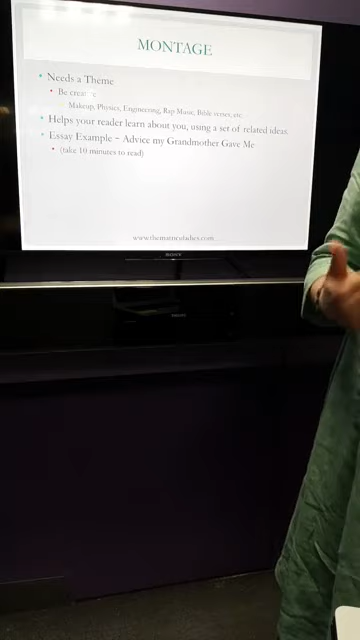 MONTAGE
Needs a Theme
Be creative
Makeup, Physics, Engineering, Rap Music, Bible verses, etc
Helps your reader learn about you, using a set of related ideas.
Essay Example – Advice my Grandmother Gave Me
(take 10 minutes to read)
SONY